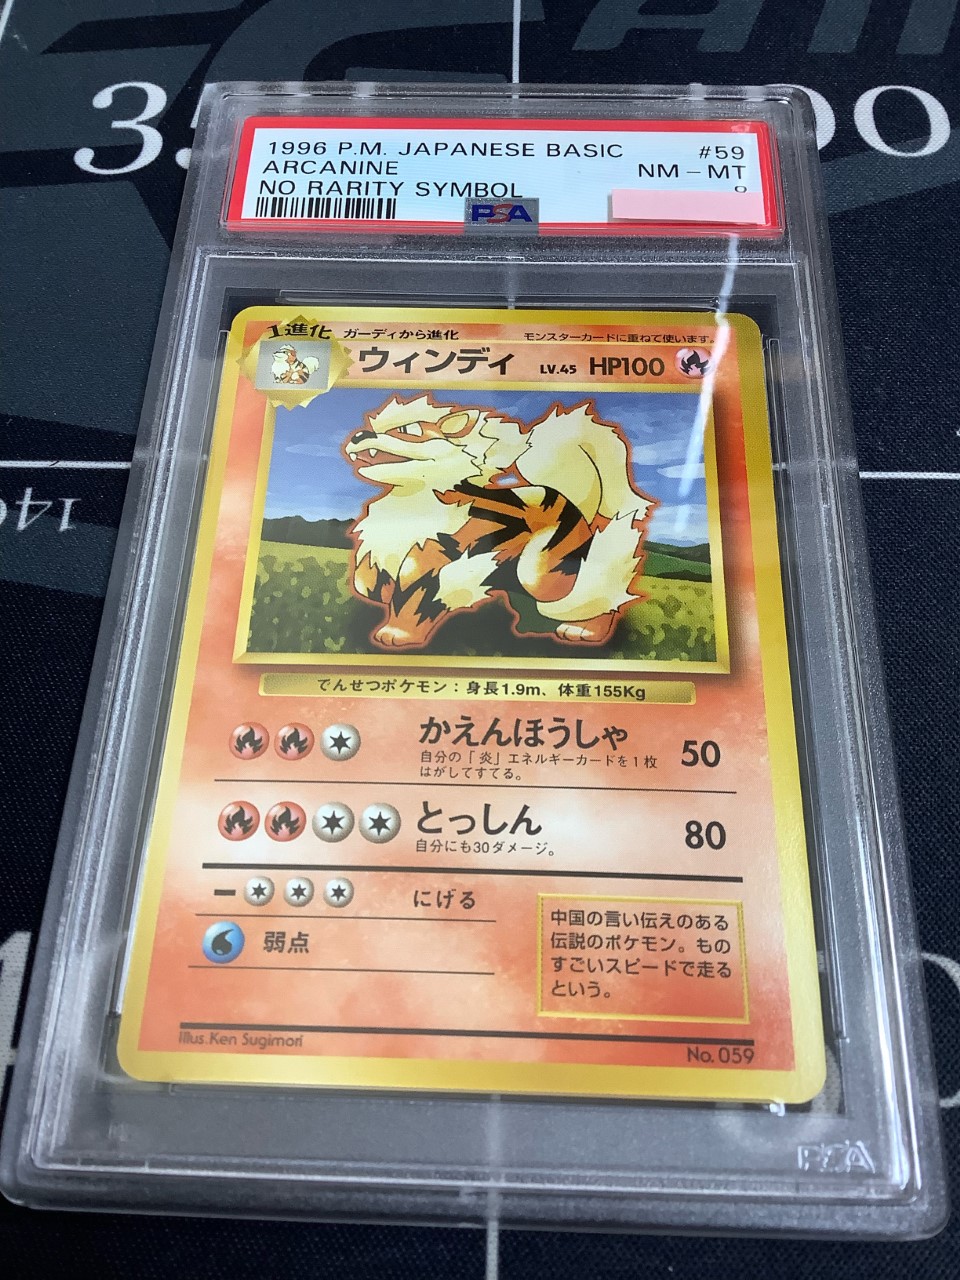 1996 P.M. JAPANESE BASIC #59
ARCANINE NM - MT
NO RARITY SYMBOL
PSA
1進化 ガーディから進化 モンスターカードに重ねて使います。
ウィンディ LV.45 HP100
でんせつポケモン：身長1.9m、体重155Kg
かえんほうしゃ 50
自分の「炎」エネルギーカードを1枚
はがしてすてる。
とっしん 80
自分にも30ダメージ。
にげる
弱点
中国の言い伝えのある
伝説のポケモン。もの
すごいスピードで走る
という。
Illus. Ken Sugimori
No. 059
PSA
140